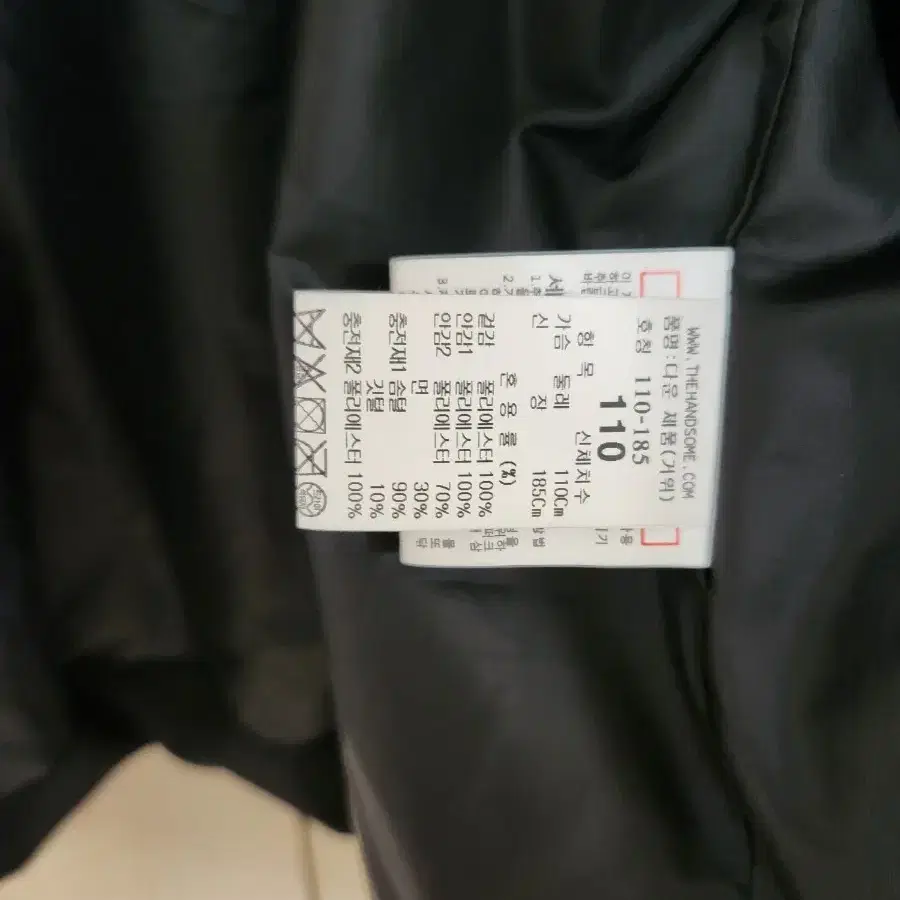 WWW.THEHANDSOME.COM
품명:다운 제품(거위)
호칭 110-185
110
항 목 신체치수
가슴 둘레 110Cm
신 장 185Cm
혼 용 률 (%)
겉감 폴리에스터 100%
안감1 폴리에스터 100%
안감2 폴리에스터 70%
면 30%
충전재1 솜털 90%
깃털 10%
충전재2 폴리에스터 100%